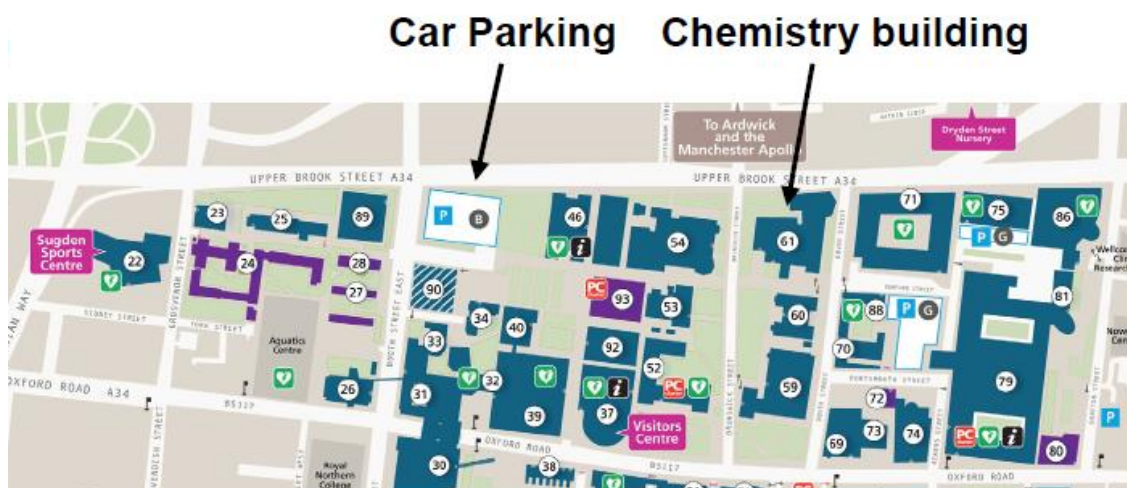 Car Parking
Chemistry building
To Ardwick
and the
Manchester Apollo
Dryden Street
Nursery
UPPER BROOK STREET A34
UPPER BROOK STREET A34
23
25
89
P
B
46
i
54
61
71
75
P
G
86
Sugden
Sports
Centre
22
24
28
27
90
PC
93
53
60
88
P
G
81
GROSVENOR STREET
SIDNEY STREET
YORK STREET
BOOTH STREET EAST
BRUNSWICK STREET
Aquatics
Centre
34
40
33
92
52
59
70
79
26
31
32
39
37
i
PC
PORTSMOUTH STREET
72
69
73
74
PC
i
80
P
OXFORD ROAD A34
B5117
OXFORD ROAD
B5117
OXFORD ROAD
Visitors
Centre
Royal
Northern
College
30
38